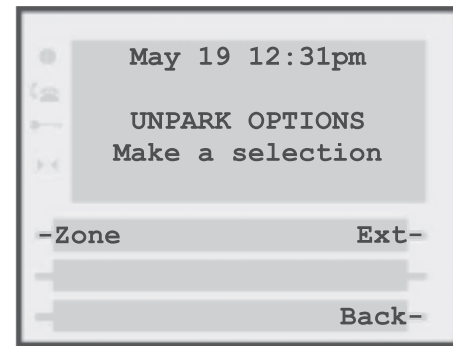 May 19 12:31pm
UNPARK OPTIONS
Make a selection
-Zone Ext-
Back-